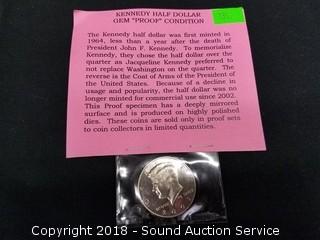 KENNEDY HALF DOLLAR
GEM "PROOF" CONDITION
The Kennedy half dollar was first minted in
1964, less than a year after the death of
President John F. Kennedy. To memorialize
Kennedy, they chose the half dollar over the
quarter as Jacqueline Kennedy preferred to
not replace Washington on the quarter. The
reverse is the Coat of Arms of the President of
the United States. Because of a decline in
usage and popularity, the half dollar was no
longer minted for commercial use since 2002.
This Proof specimen has a deeply mirrored
surface and is produced on highly polished
dies. These coins are sold only in proof sets
to coin collectors in limited quantities.
Copyright 2018 - Sound Auction Service